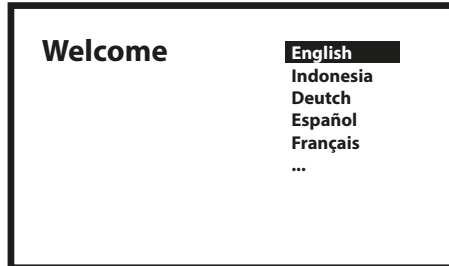 Welcome
English
Indonesia
Deutch
Español
Français
...